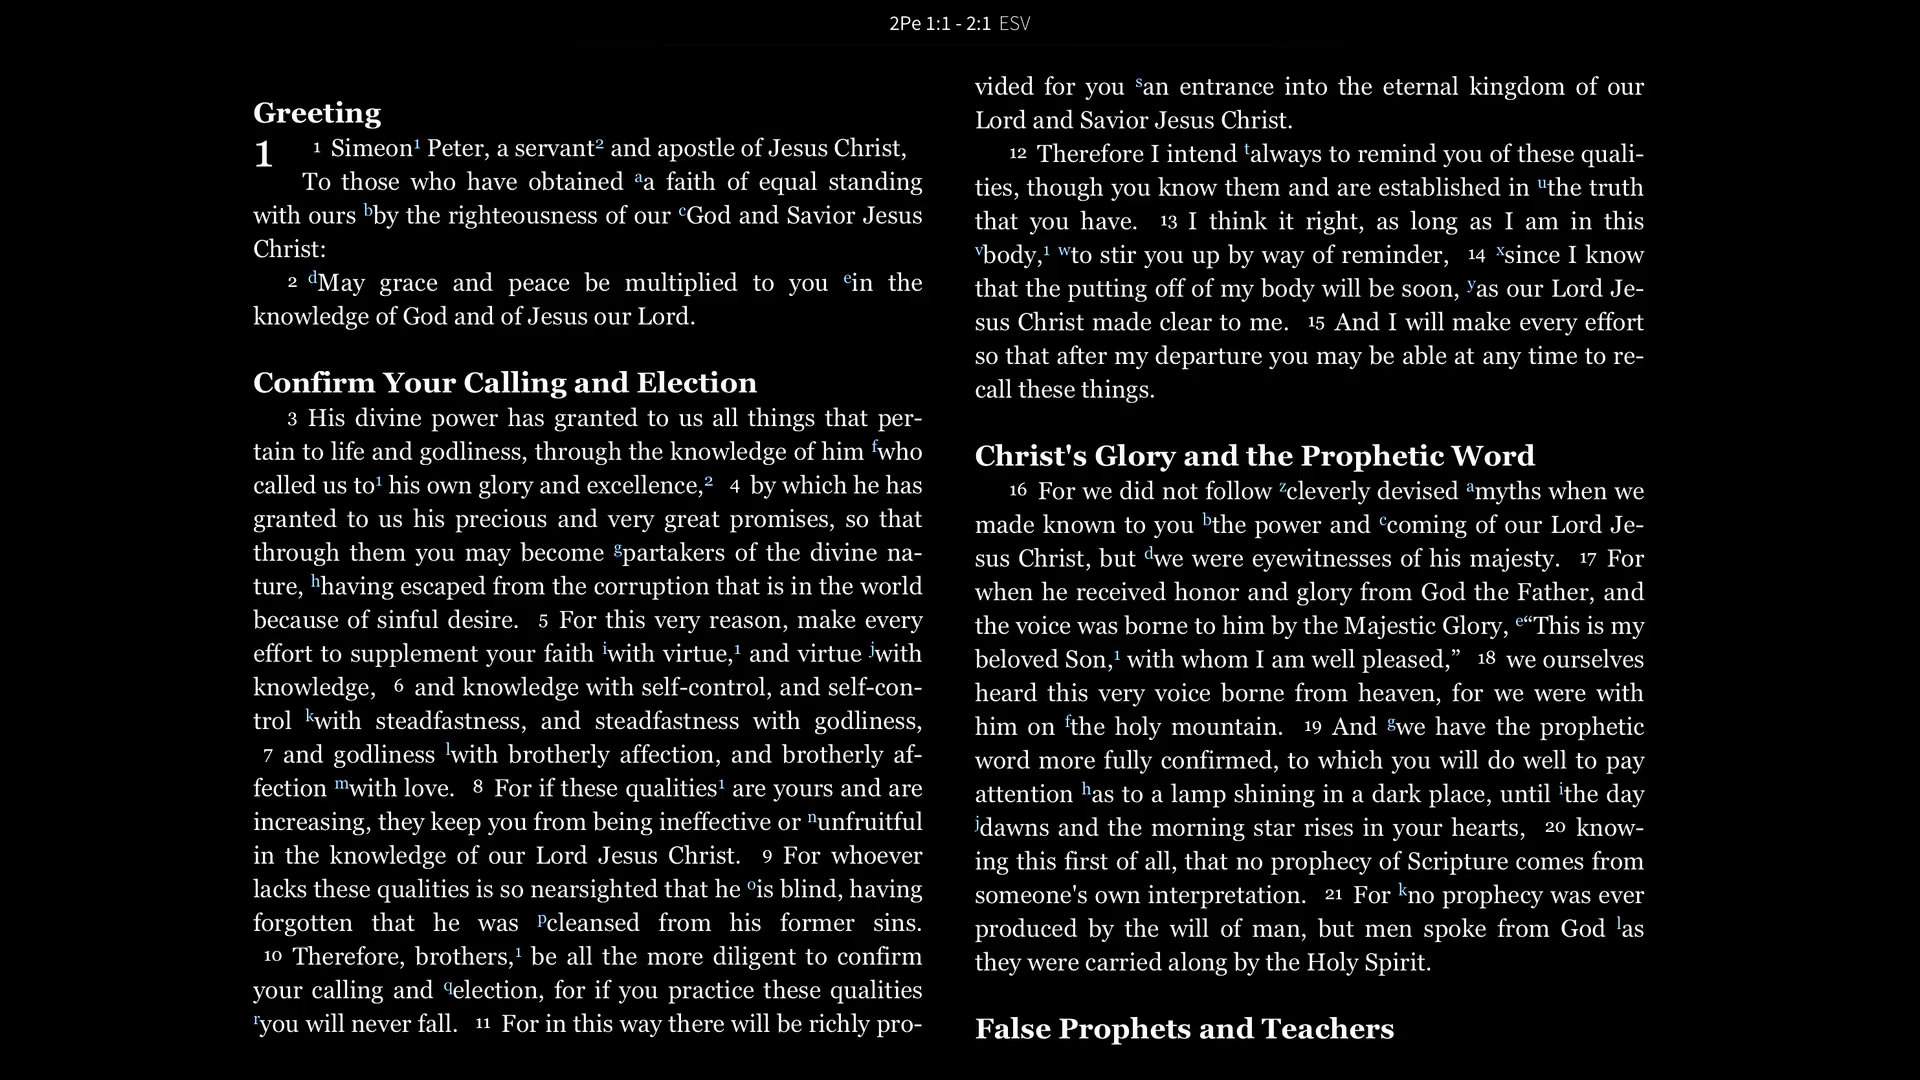 2Pe 1:1 - 2:1 ESV
Greeting
1 1 Simeon1 Peter, a servant2 and apostle of Jesus Christ,
To those who have obtained aa faith of equal standing
with ours bby the righteousness of our cGod and Savior Jesus
Christ:
2 dMay grace and peace be multiplied to you ein the
knowledge of God and of Jesus our Lord.
Confirm Your Calling and Election
3 His divine power has granted to us all things that per-
tain to life and godliness, through the knowledge of him fwho
called us to1 his own glory and excellence,2 4 by which he has
granted to us his precious and very great promises, so that
through them you may become gpartakers of the divine na-
ture, hhaving escaped from the corruption that is in the world
because of sinful desire. 5 For this very reason, make every
effort to supplement your faith iwith virtue,1 and virtue jwith
knowledge, 6 and knowledge with self-control, and self-con-
trol kwith steadfastness, and steadfastness with godliness,
7 and godliness lwith brotherly affection, and brotherly af-
fection mwith love. 8 For if these qualities1 are yours and are
increasing, they keep you from being ineffective or nunfruitful
in the knowledge of our Lord Jesus Christ. 9 For whoever
lacks these qualities is so nearsighted that he ois blind, having
forgotten that he was pcleansed from his former sins.
10 Therefore, brothers,1 be all the more diligent to confirm
your calling and qelection, for if you practice these qualities
ryou will never fall. 11 For in this way there will be richly pro-
vided for you san entrance into the eternal kingdom of our
Lord and Savior Jesus Christ.
12 Therefore I intend talways to remind you of these quali-
ties, though you know them and are established in uthe truth
that you have. 13 I think it right, as long as I am in this
vbody,1 wto stir you up by way of reminder, 14 xsince I know
that the putting off of my body will be soon, yas our Lord Je-
sus Christ made clear to me. 15 And I will make every effort
so that after my departure you may be able at any time to re-
call these things.
Christ's Glory and the Prophetic Word
16 For we did not follow zcleverly devised amyths when we
made known to you bthe power and ccoming of our Lord Je-
sus Christ, but dwe were eyewitnesses of his majesty. 17 For
when he received honor and glory from God the Father, and
the voice was borne to him by the Majestic Glory, e“This is my
beloved Son,1 with whom I am well pleased,” 18 we ourselves
heard this very voice borne from heaven, for we were with
him on fthe holy mountain. 19 And gwe have the prophetic
word more fully confirmed, to which you will do well to pay
attention has to a lamp shining in a dark place, until ithe day
jdawns and the morning star rises in your hearts, 20 know-
ing this first of all, that no prophecy of Scripture comes from
someone's own interpretation. 21 For kno prophecy was ever
produced by the will of man, but men spoke from God las
they were carried along by the Holy Spirit.
False Prophets and Teachers